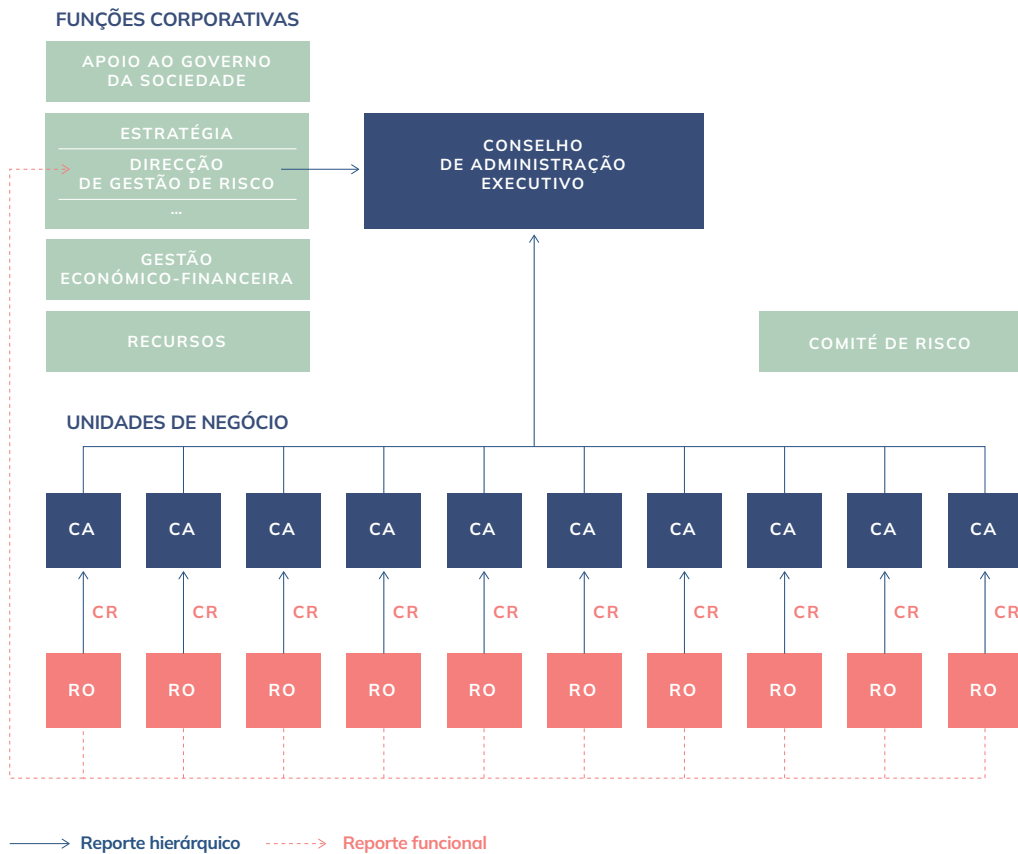 FUNÇÕES CORPORATIVAS
APOIO AO GOVERNO
DA SOCIEDADE
ESTRATÉGIA
DIRECÇÃO
DE GESTÃO DE RISCO
...
CONSELHO
DE ADMINISTRAÇÃO
EXECUTIVO
GESTÃO
ECONÓMICO-FINANCEIRA
RECURSOS
COMITÉ DE RISCO
UNIDADES DE NEGÓCIO
CA CA CA CA CA CA CA CA CA CA
CR CR CR CR CR CR CR CR CR CR
RO RO RO RO RO RO RO RO RO RO
Reporte hierárquico Reporte funcional